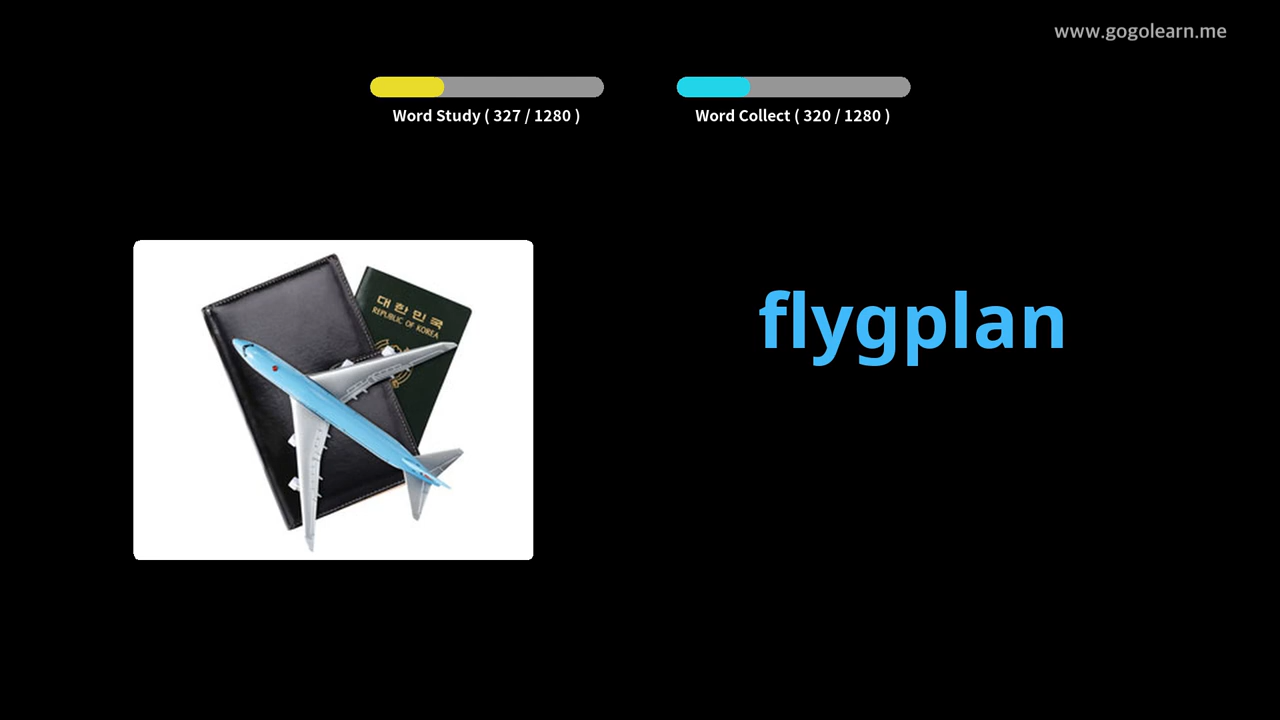 www.gogolearn.me
Word Study ( 327 / 1280 )
Word Collect ( 320 / 1280 )
대한민국
REPUBLIC OF KOREA
flygplan